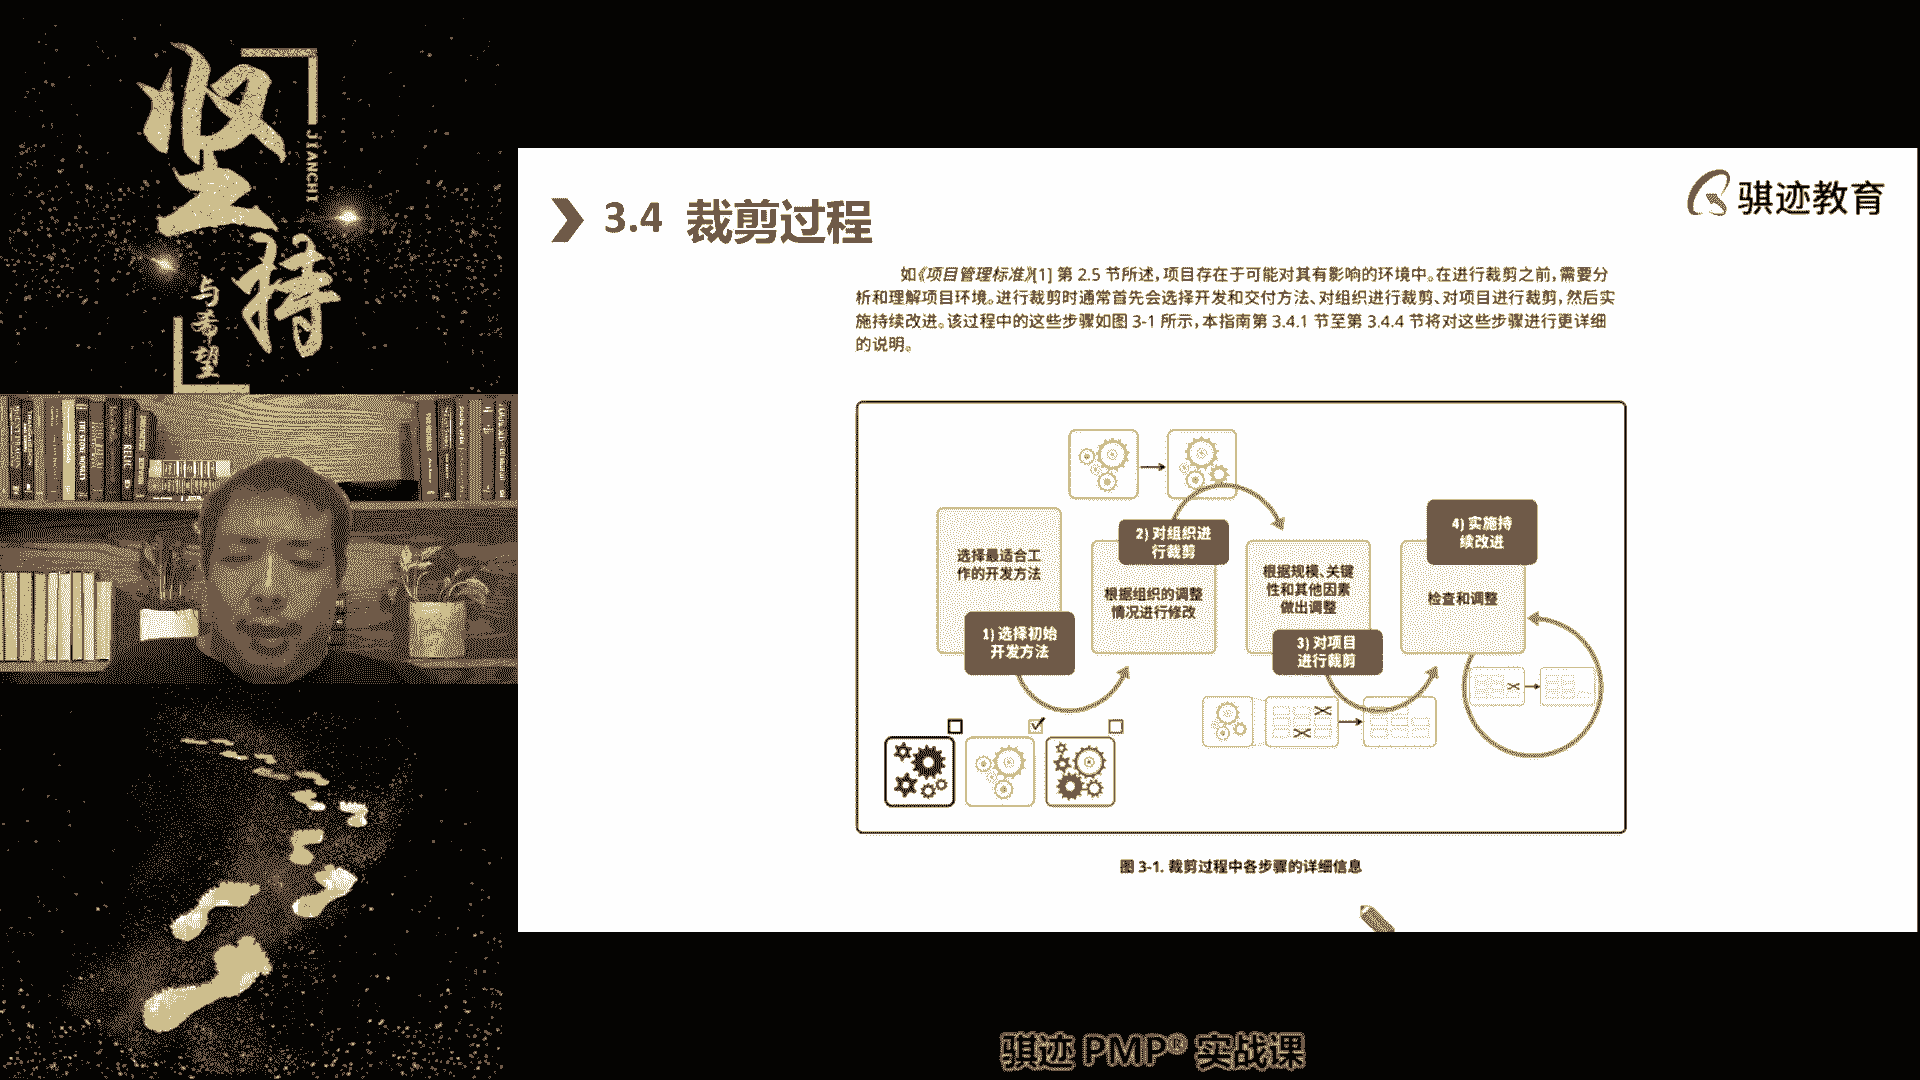 坚持
JIANCHI
与希望
骐迹教育
3.4 裁剪过程
如《项目管理标准》[1] 第 2.5 节所述，项目存在于可能对其有影响的环境中。在进行裁剪之前，需要分
析和理解项目环境。进行裁剪时通常首先会选择开发和交付方法、对组织进行裁剪、对项目进行裁剪，然后实
施持续改进。该过程中的这些步骤如图 3-1 所示，本指南第 3.4.1 节至第 3.4.4 节将对这些步骤进行更详细
的说明。
选择最适合工
作的开发方法
1) 选择初始
开发方法
2) 对组织进
行裁剪
根据组织的调整
情况进行修改
根据规模、关键
性和其他因素
做出调整
3) 对项目
进行裁剪
4) 实施持
续改进
检查和调整
图 3-1. 裁剪过程中各步骤的详细信息
骐迹 PMP® 实战课